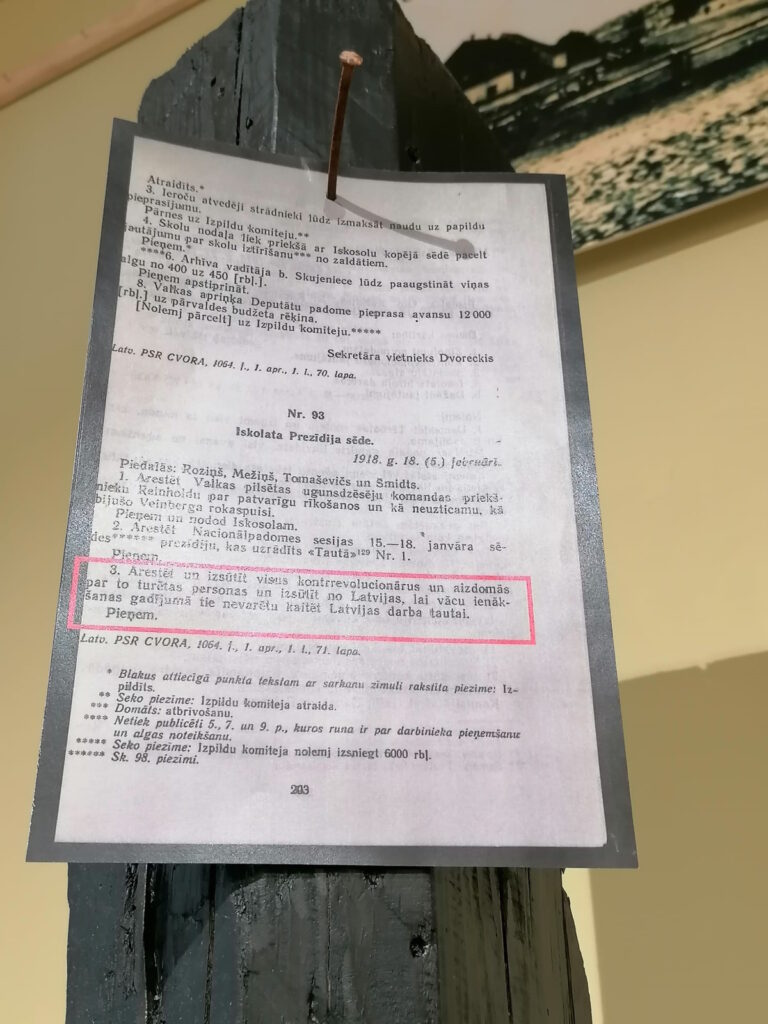 Atraidīts.*
3. Ieroču atvedēji strādnieki lūdz izmaksāt naudu uz papildu
pieprasījumu.
Pārnes uz Izpildu komiteju.**
4. Skolu nodaļa liek priekšā ar Iskosolu kopējā sēdē pacelt
jautājumu par skolu iztīrīšanu*** no zaldātiem.
Pieņem.*
****6. Arhīva vadītāja b. Skujeniece lūdz paaugstināt viņas
algu no 400 uz 450 [rbļ.].
Pieņem apstiprināt.
8. Valkas apriņķa Deputātu padome pieprasa avansu 12 000
[rbļ.] uz pārvaldes budžeta rēķina.
[Nolemj pārcelt] uz Izpildu komiteju.*****
Sekretāra vietnieks Dvoreckis
Latv. PSR CVORA, 1064. f., 1. apr., 1. l., 70. lapa.
Nr. 93
Iskolata Prezīdija sēde.
1918. g. 18. (5.) februārī.
Piedalās: Roziņš, Mežiņš, Tomaševičs un Smidts.
1. Arestēt Valkas pilsētas ugunsdzēsēju komandas priekš-
nieku Reinholdu par patvarīgu rīkošanos un kā neuzticamu, kā
bijušo Veinberga rokaspuisi.
Pieņem un nodod Iskosolam.
2. Arestēt Nacionālpadomes sesijas 15.—18. janvāra sē-
des****** prezīdiju, kas uzrādīts «Tautā»¹²⁹ Nr. 1.
Pieņem.
3. Arestēt un izsūtīt visus kontrrevolucionārus un aizdomās
par to turētas personas un izsūtīt no Latvijas, lai vācu ienāk-
šanas gadījumā tie nevarētu kaitēt Latvijas darba tautai.
Pieņem.
Latv. PSR CVORA, 1064. f., 1. apr., 1. l., 71. lapa.
* Blakus attiecīgā punkta tekstam ar sarkanu zīmuli rakstīta piezīme: Iz-
pildīts.
** Seko piezīme: Izpildu komiteja atraida.
*** Domāts: atbrīvošanu.
**** Netiek publicēti 5., 7. un 9. p., kuros runa ir par darbinieka pieņemšanu
un algas noteikšanu.
***** Seko piezīme: Izpildu komiteja nolemj izsniegt 6000 rbļ.
****** Sk. 98. piezīmi.
203